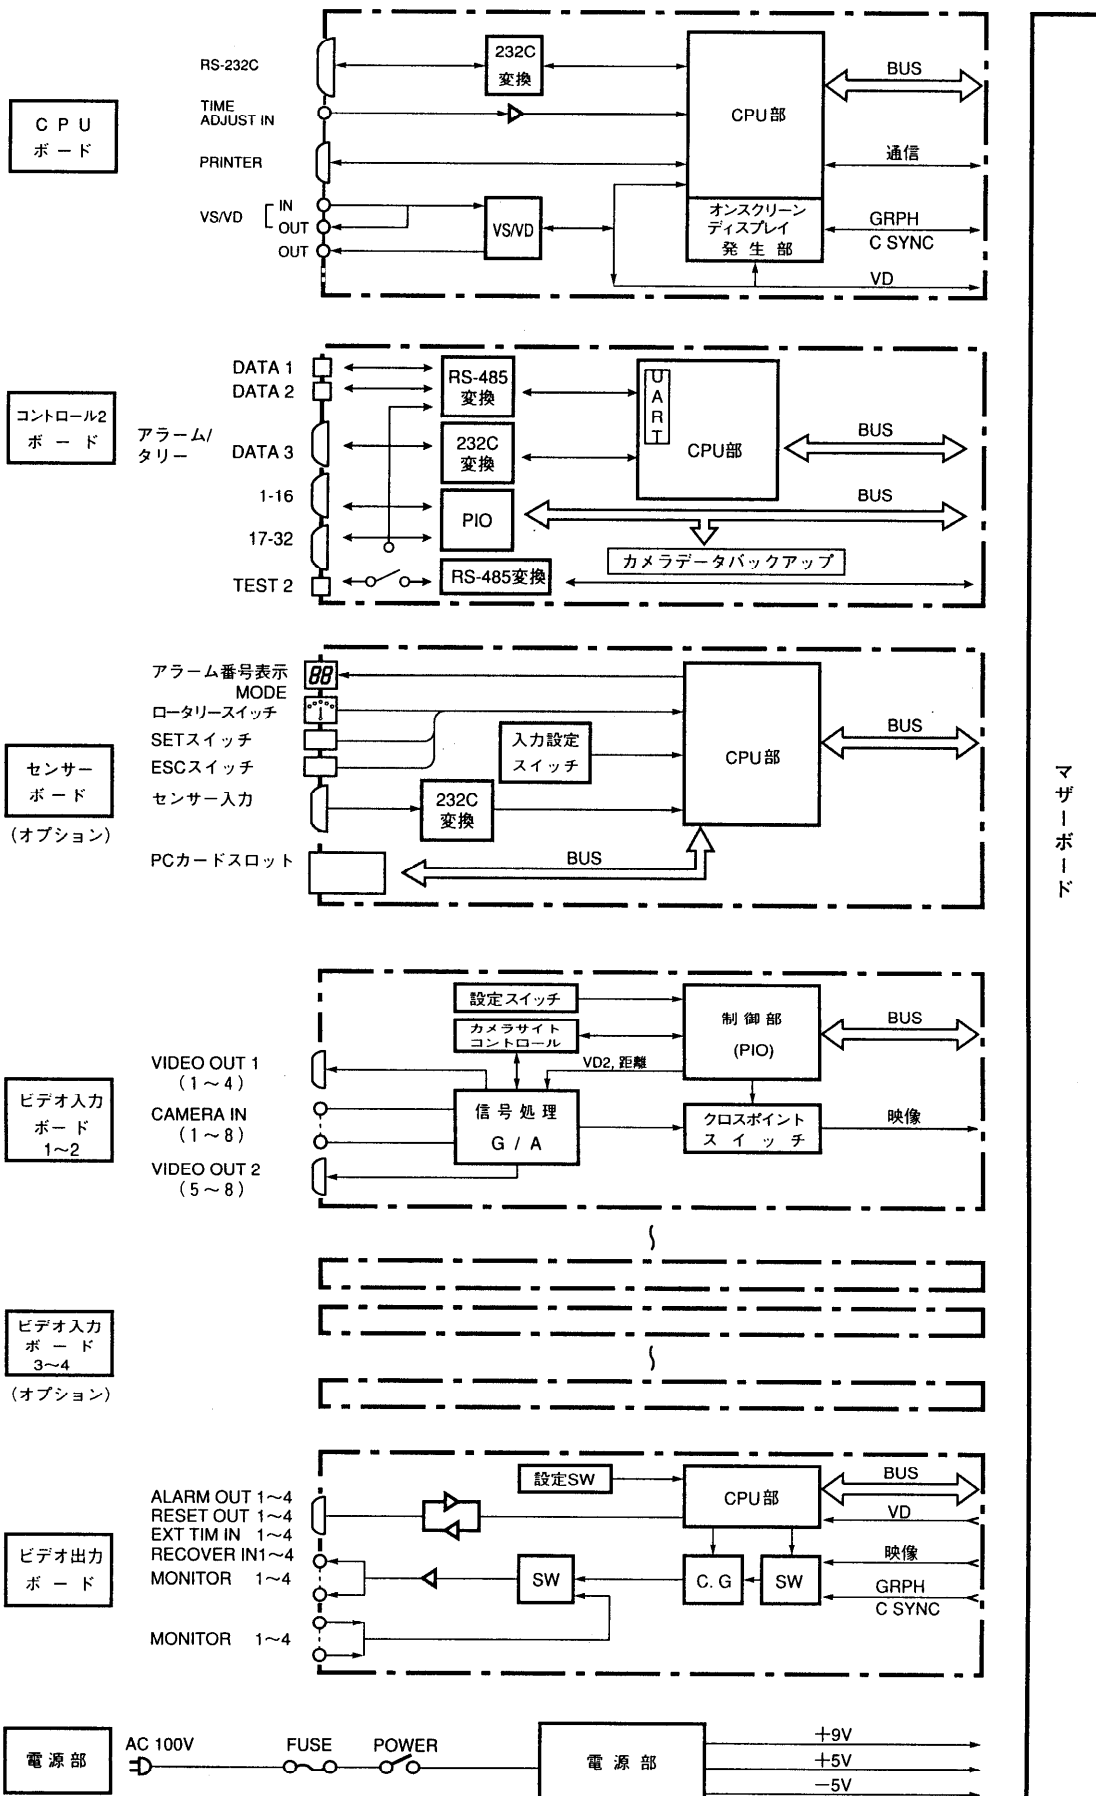 CPU
ボード
RS-232C
TIME
ADJUST IN
PRINTER
VS/VD
IN
OUT
OUT
232C
変換
VS/VD
CPU部
オンスクリーン
ディスプレイ
発生部
BUS
通信
GRPH
C SYNC
VD
コントロール2
ボード
アラーム/
タリー
DATA 1
DATA 2
DATA 3
1-16
17-32
TEST 2
RS-485
変換
232C
変換
PIO
RS-485変換
UART
CPU部
BUS
BUS
カメラデータバックアップ
センサー
ボード
(オプション)
アラーム番号表示
MODE
ロータリースイッチ
SETスイッチ
ESCスイッチ
センサー入力
PCカードスロット
88
入力設定
スイッチ
232C
変換
CPU部
BUS
BUS
マザーボード
ビデオ入力
ボード
1〜2
VIDEO OUT 1
(1〜4)
CAMERA IN
(1〜8)
VIDEO OUT 2
(5〜8)
設定スイッチ
カメラサイト
コントロール
VD2, 距離
信号処理
G / A
制御部
(PIO)
クロスポイント
スイッチ
BUS
映像
ビデオ入力
ボード
3〜4
(オプション)
ビデオ出力
ボード
ALARM OUT 1〜4
RESET OUT 1〜4
EXT TIM IN 1〜4
RECOVER IN1〜4
MONITOR 1〜4
MONITOR 1〜4
設定SW
CPU部
SW
C. G
SW
BUS
VD
映像
GRPH
C SYNC
電源部
AC 100V
FUSE
POWER
電源部
+9V
+5V
−5V